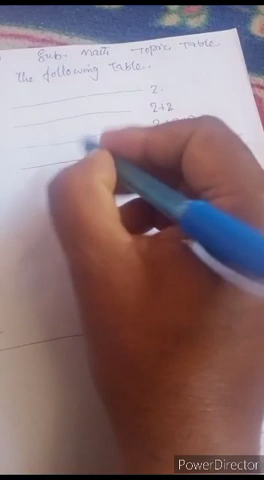 Sub. Math Topic Table
The following Table.
2.
2+2
PowerDirector